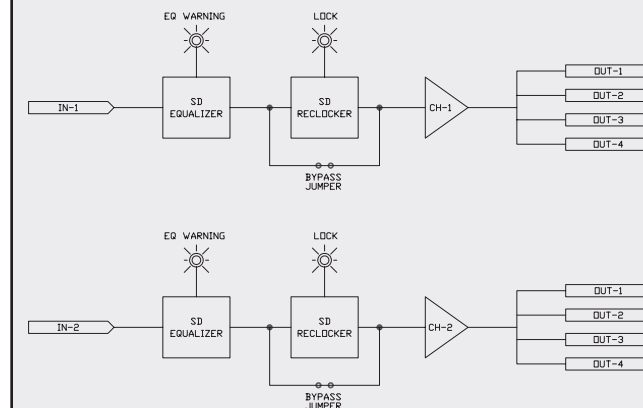 EQ WARNING
LOCK
IN-1
SD
EQUALIZER
SD
RECLOCKER
CH-1
OUT-1
OUT-2
OUT-3
OUT-4
BYPASS
JUMPER
EQ WARNING
LOCK
IN-2
SD
EQUALIZER
SD
RECLOCKER
CH-2
OUT-1
OUT-2
OUT-3
OUT-4
BYPASS
JUMPER